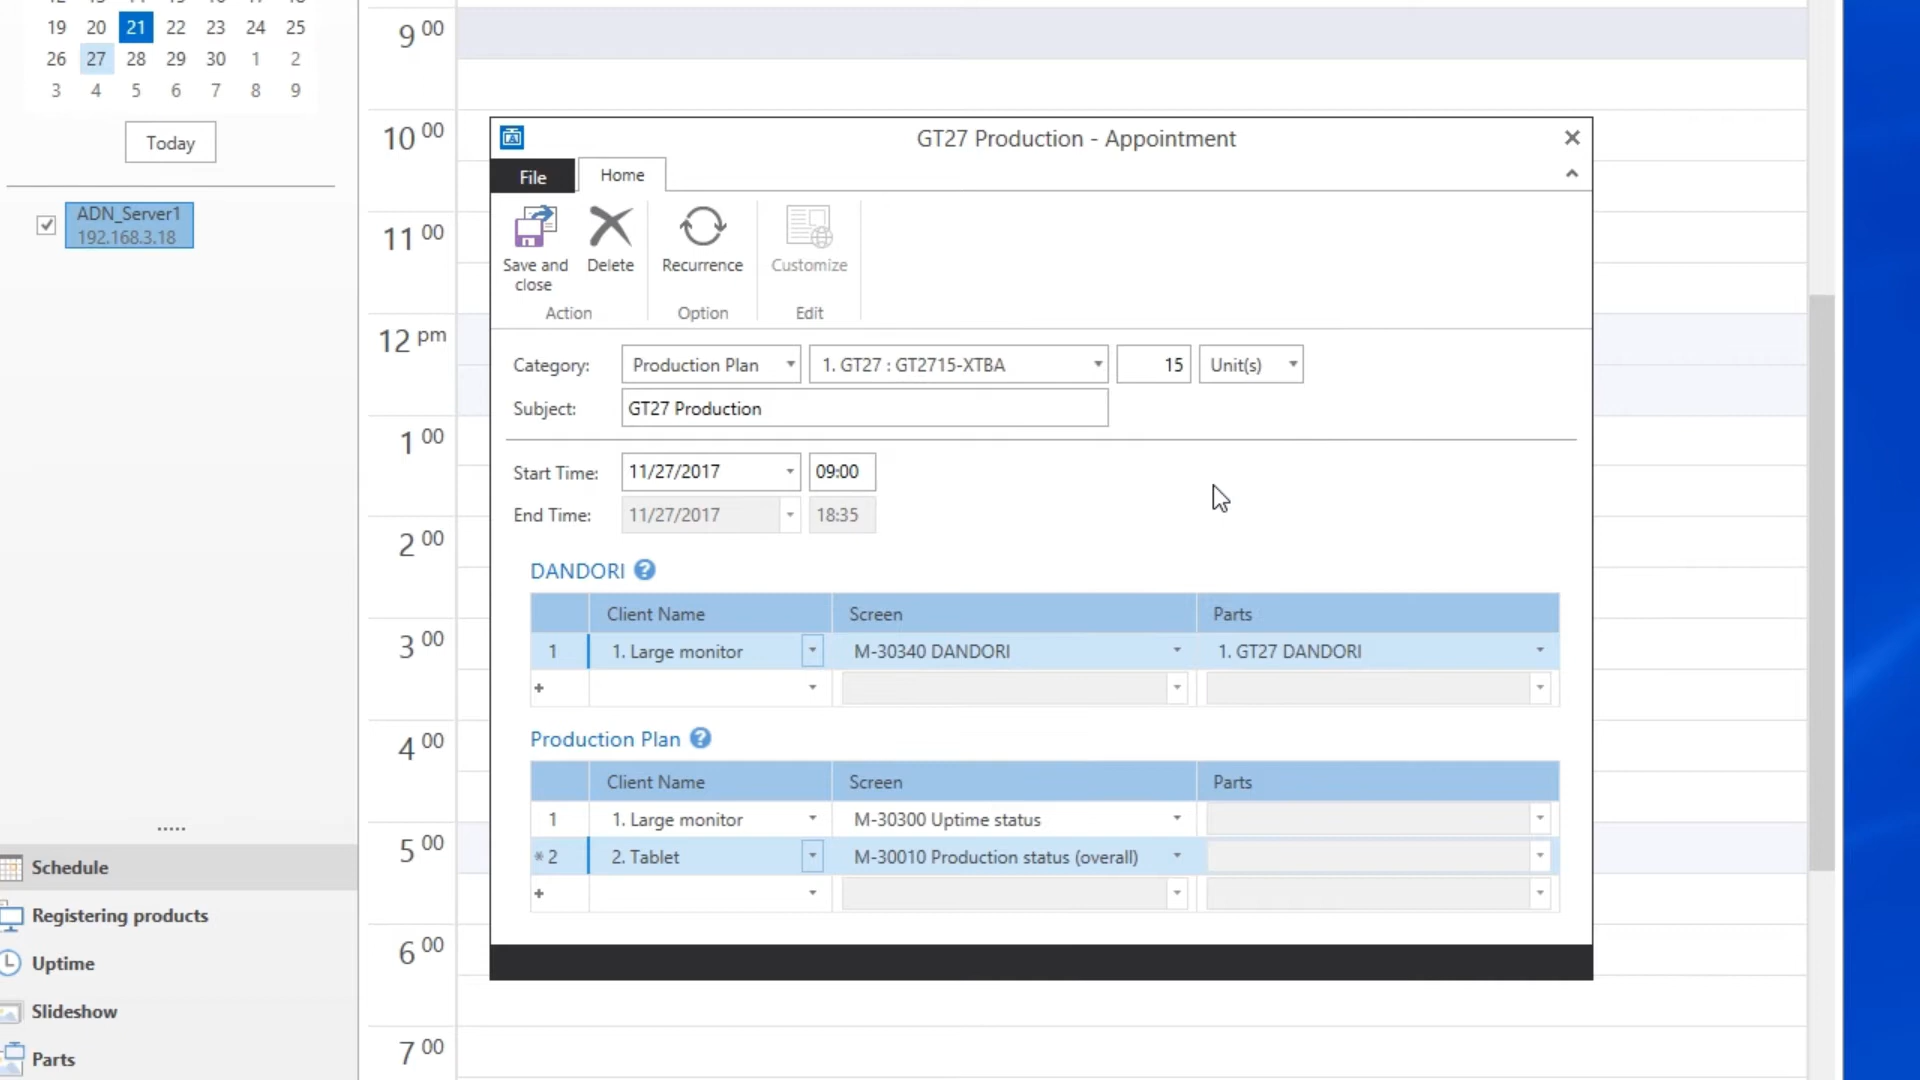 19 20 21 22 23 24 25
26 27 28 29 30 1 2
3 4 5 6 7 8 9
Today
ADN_Server1
192.168.3.18
Schedule
Registering products
Uptime
Slideshow
Parts
9 00
10 00
11 00
12 pm
1 00
2 00
3 00
4 00
5 00
6 00
7 00
GT27 Production - Appointment
File Home
Save and close
Delete
Recurrence
Customize
Action
Option
Edit
Category: Production Plan 1. GT27 : GT2715-XTBA 15 Unit(s)
Subject: GT27 Production
Start Time: 11/27/2017 09:00
End Time: 11/27/2017 18:35
DANDORI ?
Client Name Screen Parts
1 1. Large monitor M-30340 DANDORI 1. GT27 DANDORI
+
Production Plan ?
Client Name Screen Parts
1 1. Large monitor M-30300 Uptime status
* 2 2. Tablet M-30010 Production status (overall)
+